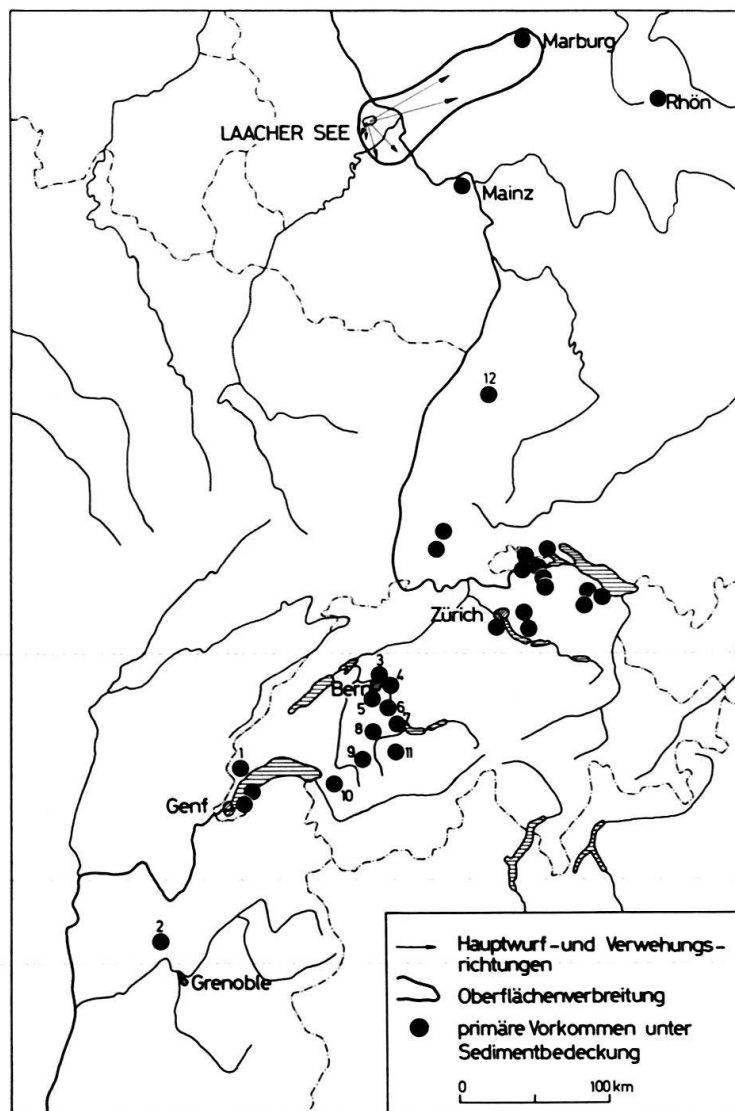 Marburg
Rhön
LAACHER SEE
Mainz
12
Zürich
3
Bern
4
5
6
7
8
9
11
10
1
Genf
2
Grenoble
Hauptwurf- und Verwehungs-
richtungen
Oberflächenverbreitung
primäre Vorkommen unter
Sedimentbedeckung
0 100 km